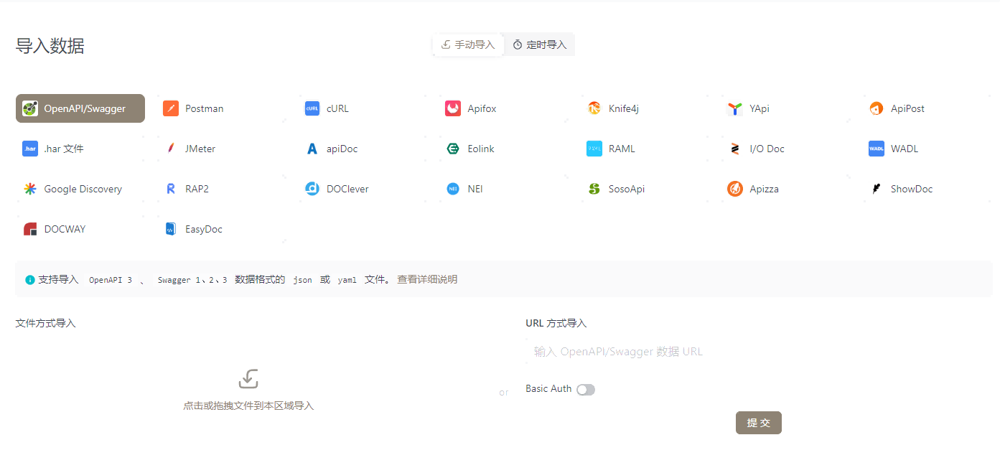 导入数据
手动导入 定时导入
OpenAPI/Swagger Postman cURL Apifox Knife4j YApi ApiPost
.har .har 文件 JMeter apiDoc Eolink RAML I/O Doc WADL WADL
Google Discovery RAP2 DOClever NEI NEI SosoApi Apizza ShowDoc
DOCWAY EasyDoc
支持导入 OpenAPI 3 、 Swagger 1、2、3 数据格式的 json 或 yaml 文件。 查看详细说明
文件方式导入
点击或拖拽文件到本区域导入
or
URL 方式导入
输入 OpenAPI/Swagger 数据 URL
Basic Auth
提 交